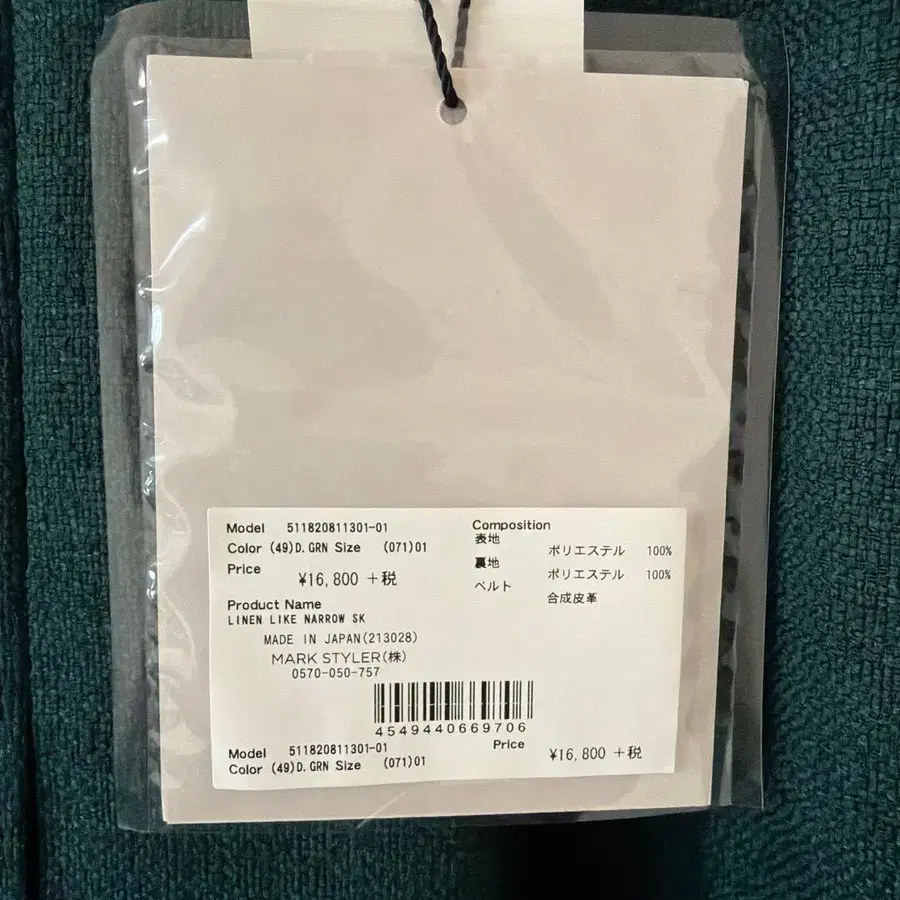 Model 511820811301-01
Color (49)D.GRN Size (071)01
Price ¥16,800 +税
Product Name
LINEN LIKE NARROW SK
MADE IN JAPAN(213028)
MARK STYLER(株)
0570-050-757
Composition
表地 ポリエステル 100%
裏地 ポリエステル 100%
ベルト 合成皮革
4549440669706
Model 511820811301-01 Price ¥16,800 +税
Color (49)D.GRN Size (071)01